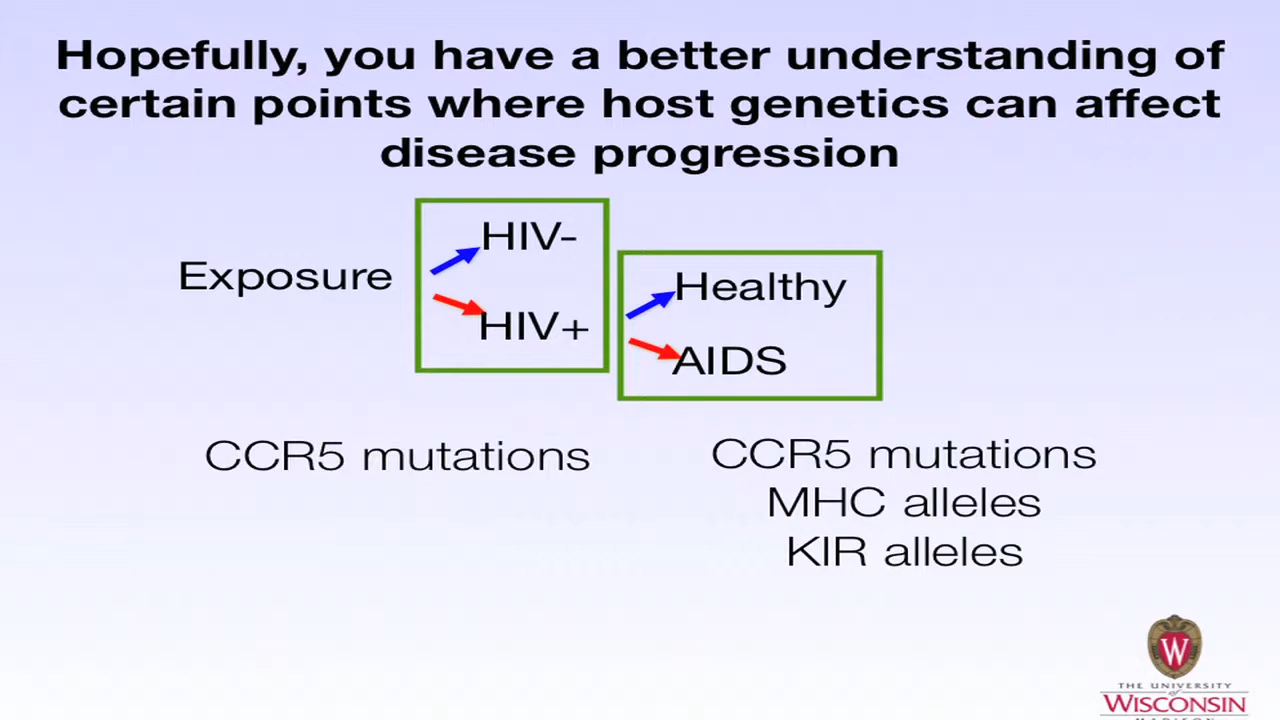 Hopefully, you have a better understanding of
certain points where host genetics can affect
disease progression
Exposure
HIV-
HIV+
Healthy
AIDS
CCR5 mutations
CCR5 mutations
MHC alleles
KIR alleles
W
THE UNIVERSITY
of
WISCONSIN
MADISON